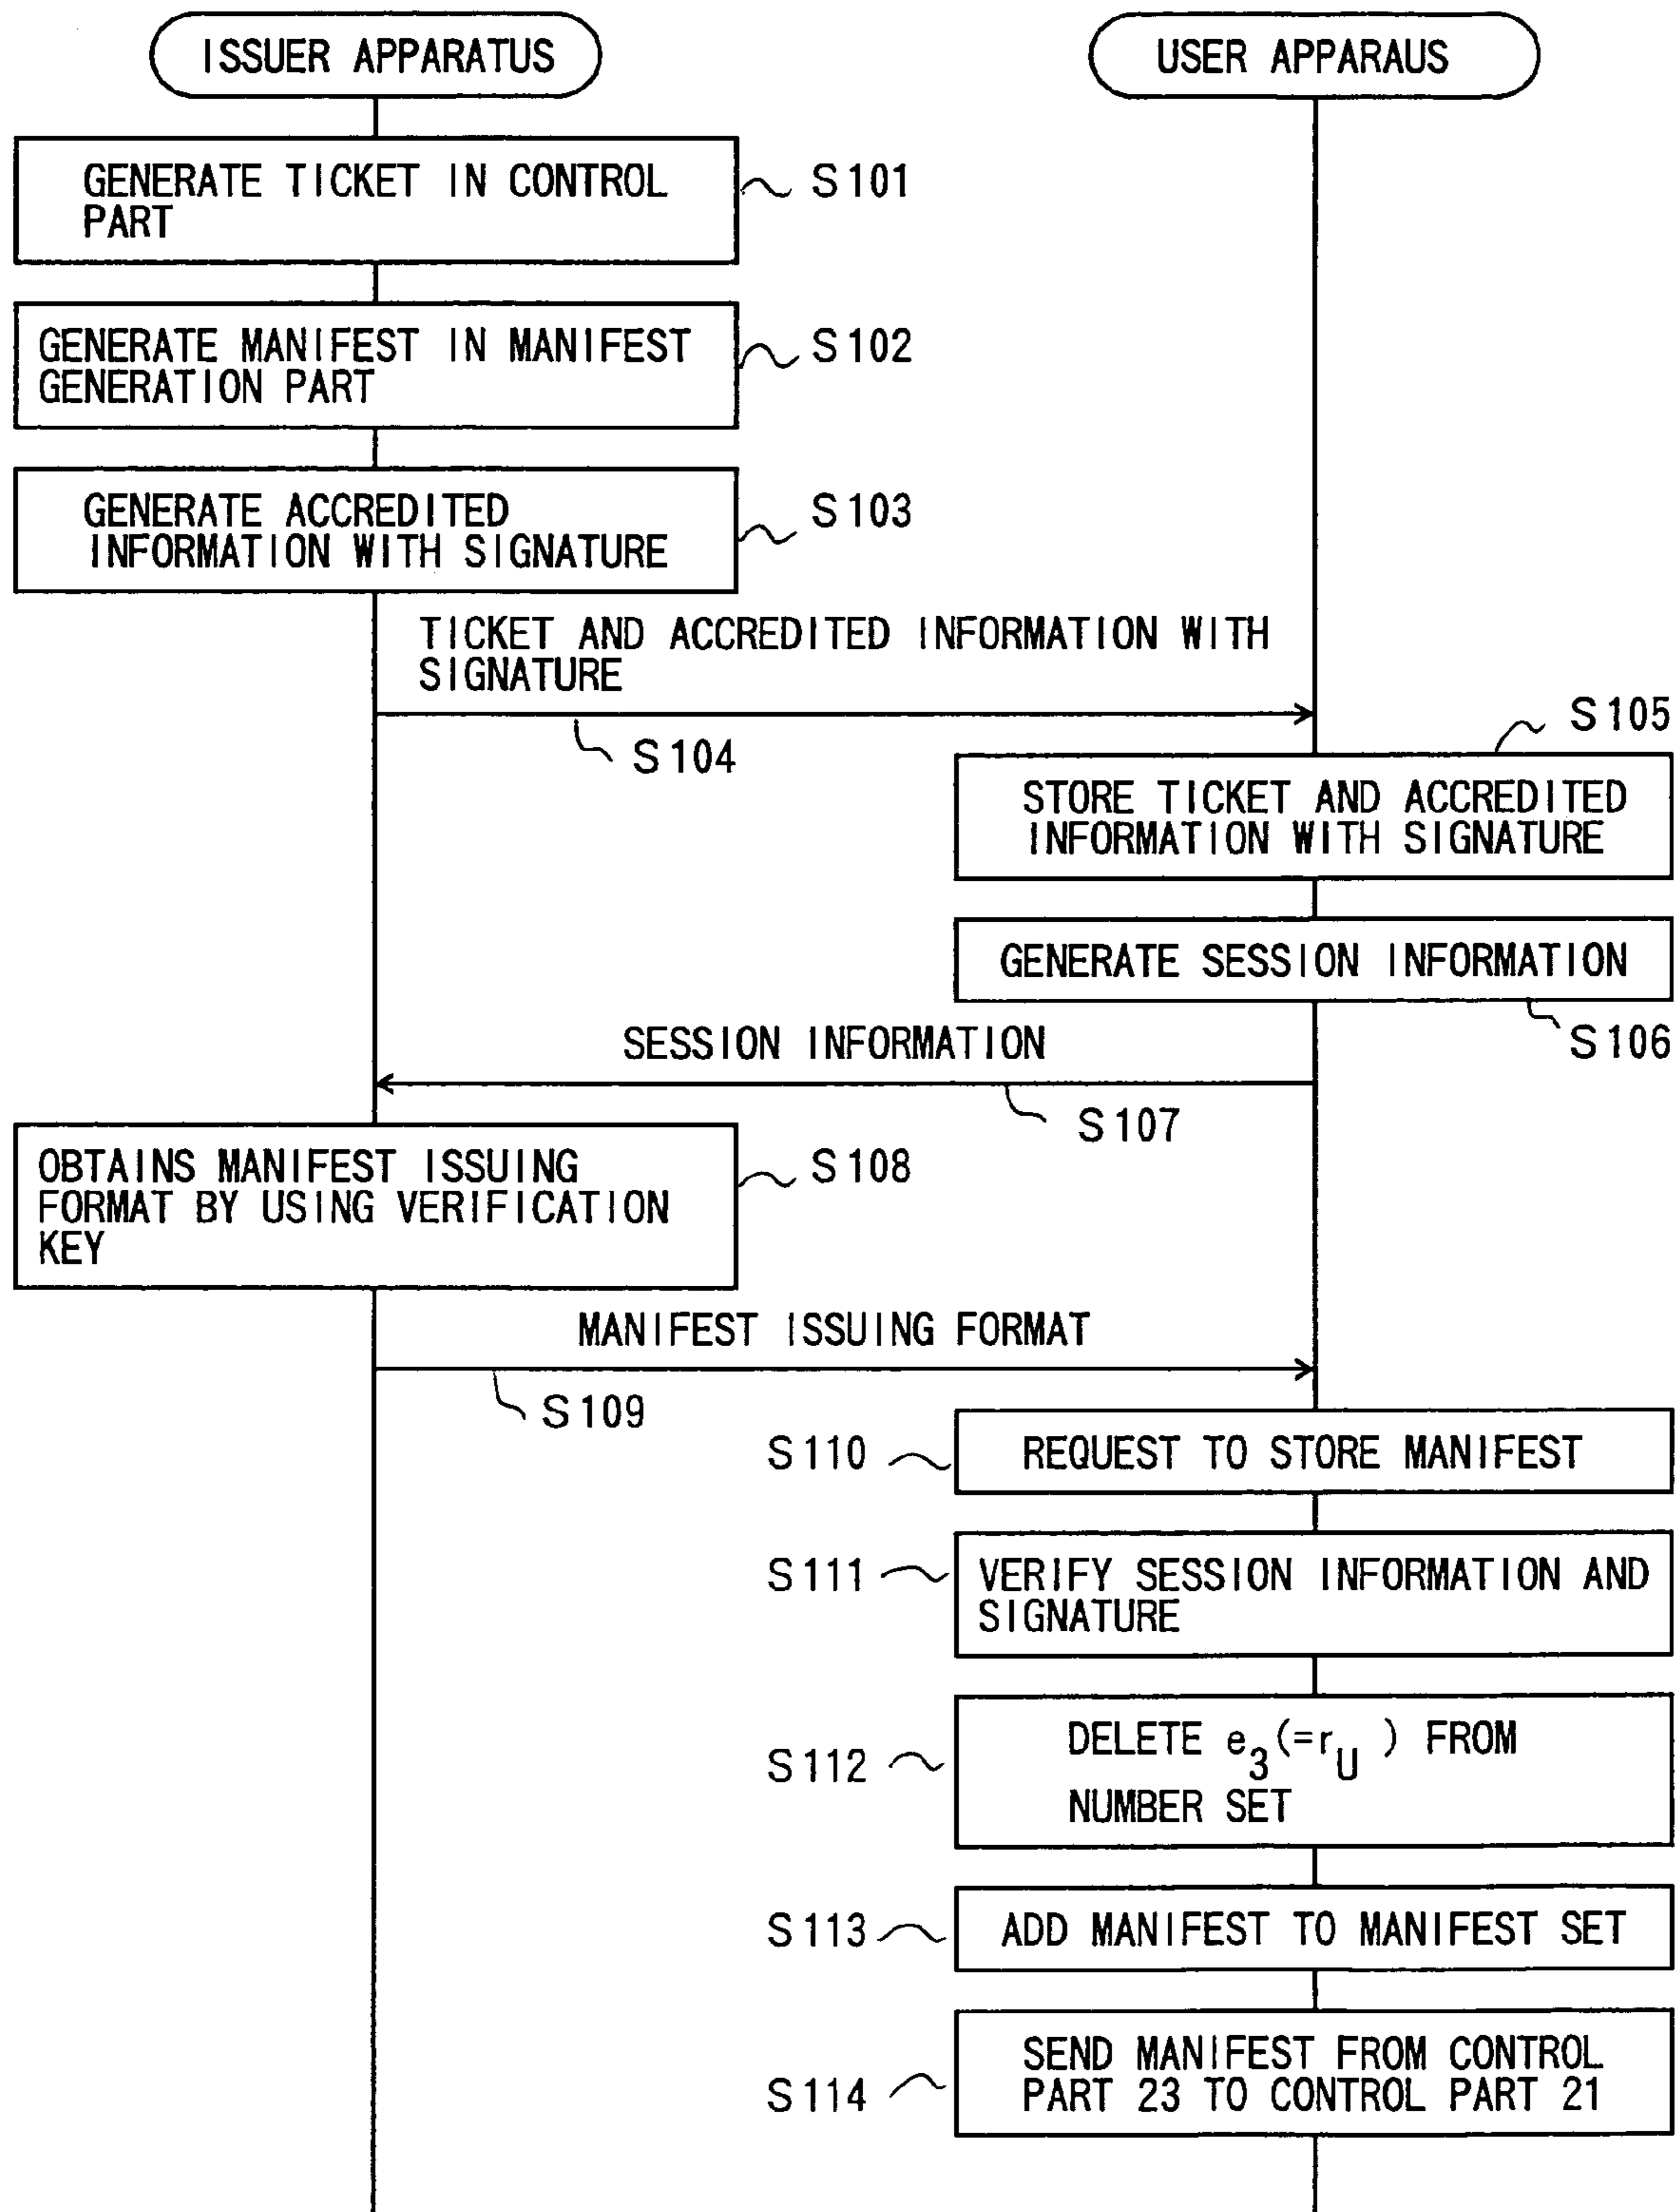 ISSUER APPARATUS
USER APPARAUS
GENERATE TICKET IN CONTROL
PART
S101
GENERATE MANIFEST IN MANIFEST
GENERATION PART
S102
GENERATE ACCREDITED
INFORMATION WITH SIGNATURE
S103
TICKET AND ACCREDITED INFORMATION WITH
SIGNATURE
S104
S105
STORE TICKET AND ACCREDITED
INFORMATION WITH SIGNATURE
GENERATE SESSION INFORMATION
S106
SESSION INFORMATION
S107
OBTAINS MANIFEST ISSUING
FORMAT BY USING VERIFICATION
KEY
S108
MANIFEST ISSUING FORMAT
S109
S110
REQUEST TO STORE MANIFEST
S111
VERIFY SESSION INFORMATION AND
SIGNATURE
S112
DELETE e3(=rU ) FROM
NUMBER SET
S113
ADD MANIFEST TO MANIFEST SET
S114
SEND MANIFEST FROM CONTROL
PART 23 TO CONTROL PART 21